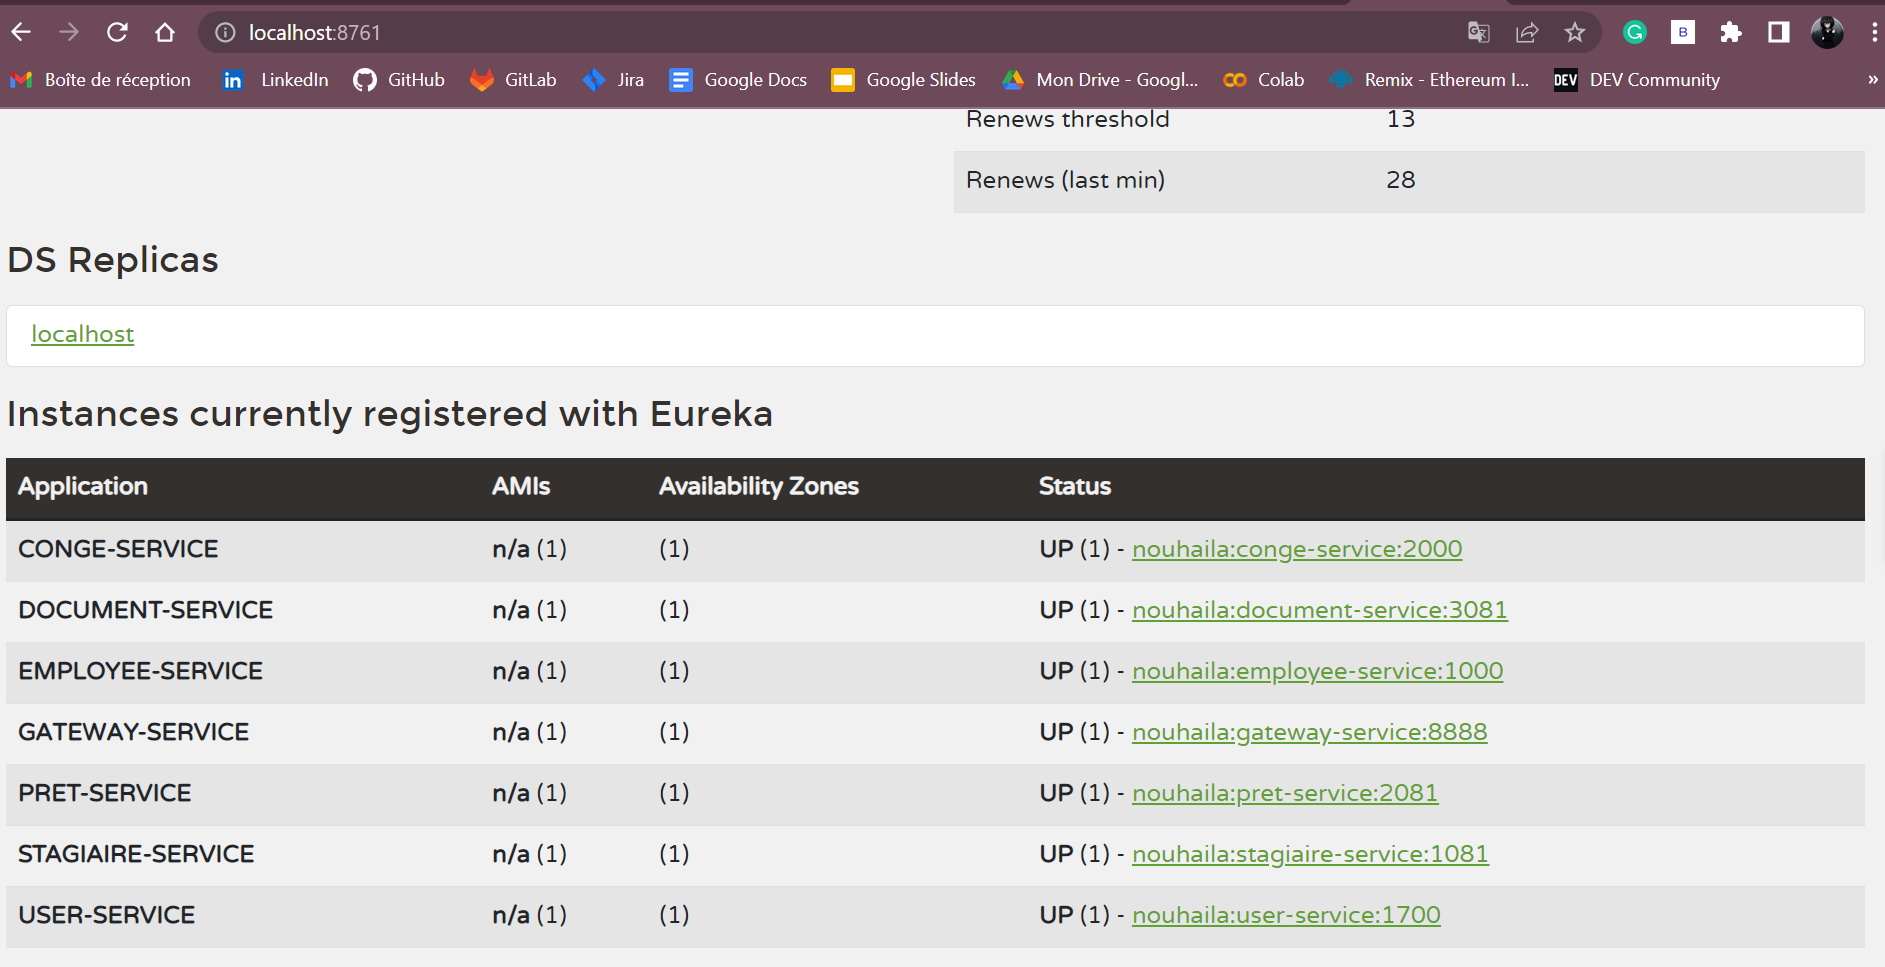 localhost:8761
Boîte de réception LinkedIn GitHub GitLab Jira Google Docs Google Slides Mon Drive - Googl... Colab Remix - Ethereum I... DEV DEV Community »
Renews threshold 13
Renews (last min) 28
DS Replicas
localhost
Instances currently registered with Eureka
Application AMIs Availability Zones Status
CONGE-SERVICE n/a (1) (1) UP (1) - nouhaila:conge-service:2000
DOCUMENT-SERVICE n/a (1) (1) UP (1) - nouhaila:document-service:3081
EMPLOYEE-SERVICE n/a (1) (1) UP (1) - nouhaila:employee-service:1000
GATEWAY-SERVICE n/a (1) (1) UP (1) - nouhaila:gateway-service:8888
PRET-SERVICE n/a (1) (1) UP (1) - nouhaila:pret-service:2081
STAGIAIRE-SERVICE n/a (1) (1) UP (1) - nouhaila:stagiaire-service:1081
USER-SERVICE n/a (1) (1) UP (1) - nouhaila:user-service:1700